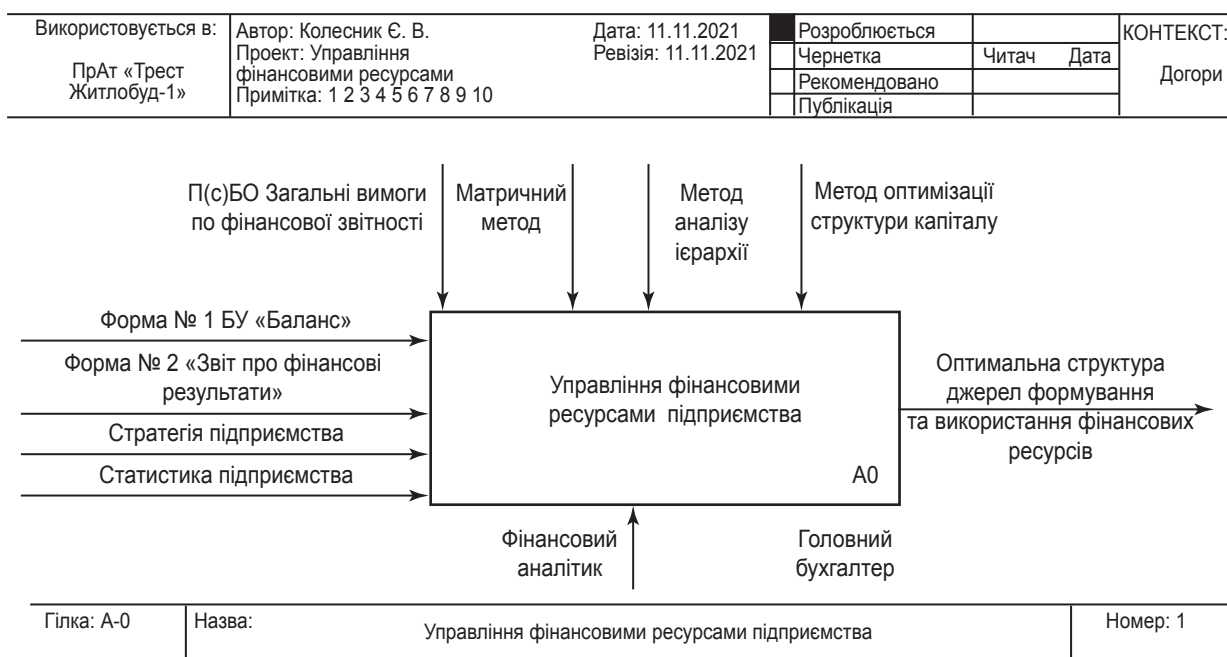 Використовується в:
ПрАт «Трест
Житлобуд-1»
Автор: Колесник Є. В.
Проект: Управління
фінансовими ресурсами
Примітка: 1 2 3 4 5 6 7 8 9 10
Дата: 11.11.2021
Ревізія: 11.11.2021
Розроблюється
Чернетка
Рекомендовано
Публікація
Читач Дата
КОНТЕКСТ:
Догори
П(с)БО Загальні вимоги
по фінансової звітності
Матричний
метод
Метод
аналізу
ієрархії
Метод оптимізації
структури капіталу
Форма № 1 БУ «Баланс»
Форма № 2 «Звіт про фінансові
результати»
Стратегія підприємства
Статистика підприємства
Управління фінансовими
ресурсами підприємства
А0
Оптимальна структура
джерел формування
та використання фінансових
ресурсів
Фінансовий
аналітик
Головний
бухгалтер
Гілка: А-0
Назва:
Управління фінансовими ресурсами підприємства
Номер: 1